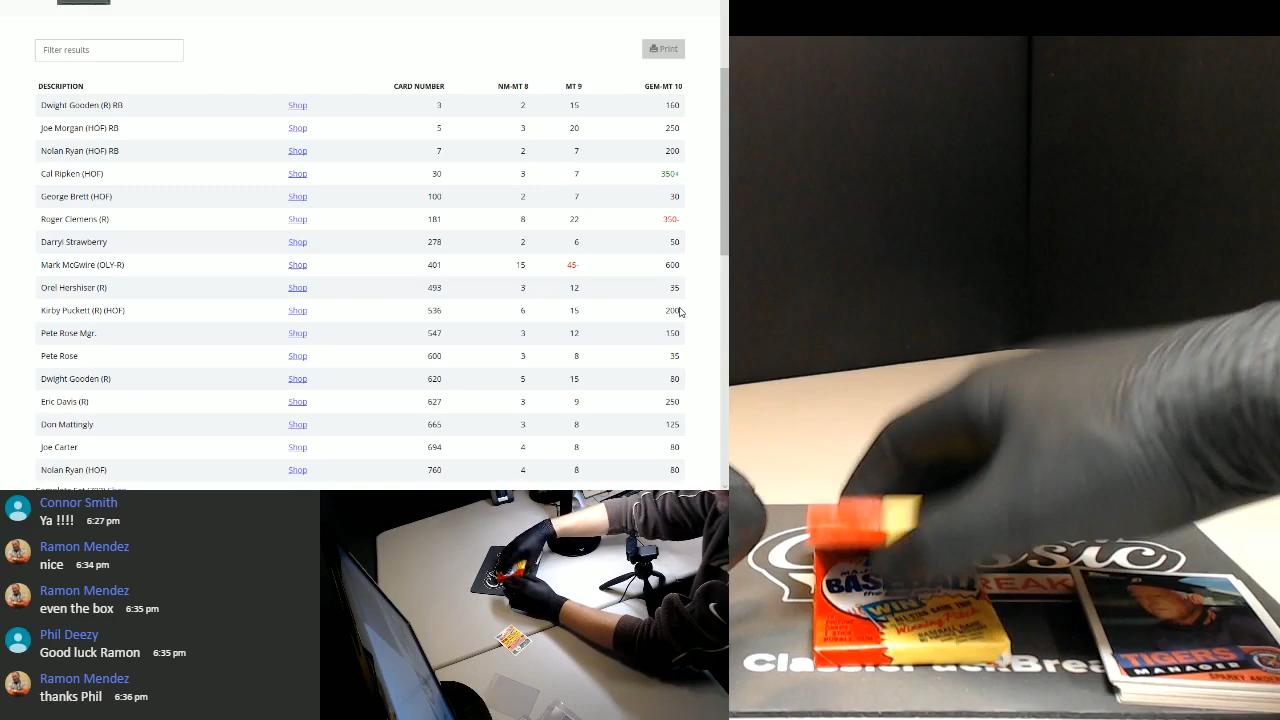 Filter results
Print
DESCRIPTION CARD NUMBER NM-MT 8 MT 9 GEM-MT 10
Dwight Gooden (R) RB Shop 3 2 15 160
Joe Morgan (HOF) RB Shop 5 3 20 250
Nolan Ryan (HOF) RB Shop 7 2 7 200
Cal Ripken (HOF) Shop 30 3 7 350+
George Brett (HOF) Shop 100 2 7 30
Roger Clemens (R) Shop 181 8 22 350-
Darryl Strawberry Shop 278 2 6 50
Mark McGwire (OLY-R) Shop 401 15 45- 600
Orel Hershiser (R) Shop 493 3 12 35
Kirby Puckett (R) (HOF) Shop 536 6 15 200
Pete Rose Mgr. Shop 547 3 12 150
Pete Rose Shop 600 3 8 35
Dwight Gooden (R) Shop 620 5 15 80
Eric Davis (R) Shop 627 3 9 250
Don Mattingly Shop 665 3 8 125
Joe Carter Shop 694 4 8 80
Nolan Ryan (HOF) Shop 760 4 8 80
Connor Smith
Ya !!!! 6:27 pm
Ramon Mendez
nice 6:34 pm
Ramon Mendez
even the box 6:35 pm
Phil Deezy
Good luck Ramon 6:35 pm
Ramon Mendez
thanks Phil 6:36 pm
BASEBALL
WIN
Winning Pitch
BASEBALL GAME
BREAK
TIGERS
MANAGER
SPARKY